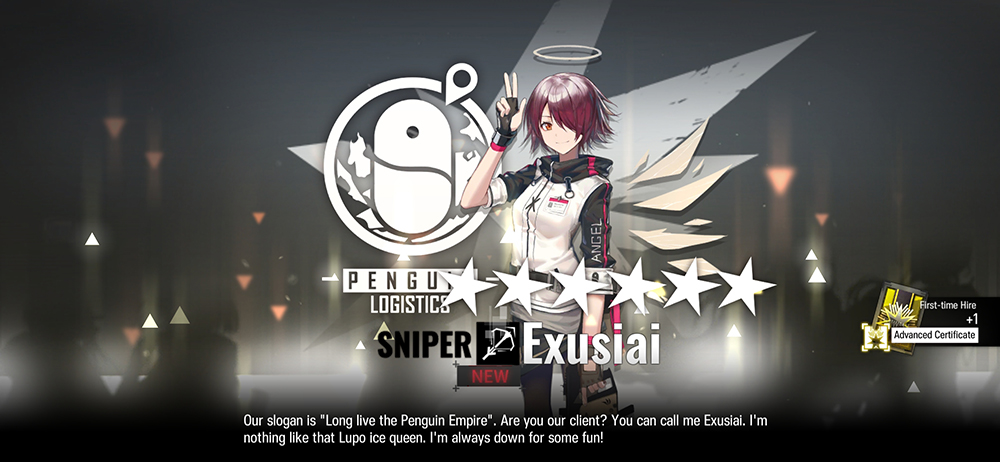 ANGEL
PENGU
LOGISTICS
First-time Hire
+1
Advanced Certificate
SNIPER Exusiai
NEW
Our slogan is "Long live the Penguin Empire". Are you our client? You can call me Exusiai. I'm
nothing like that Lupo ice queen. I'm always down for some fun!